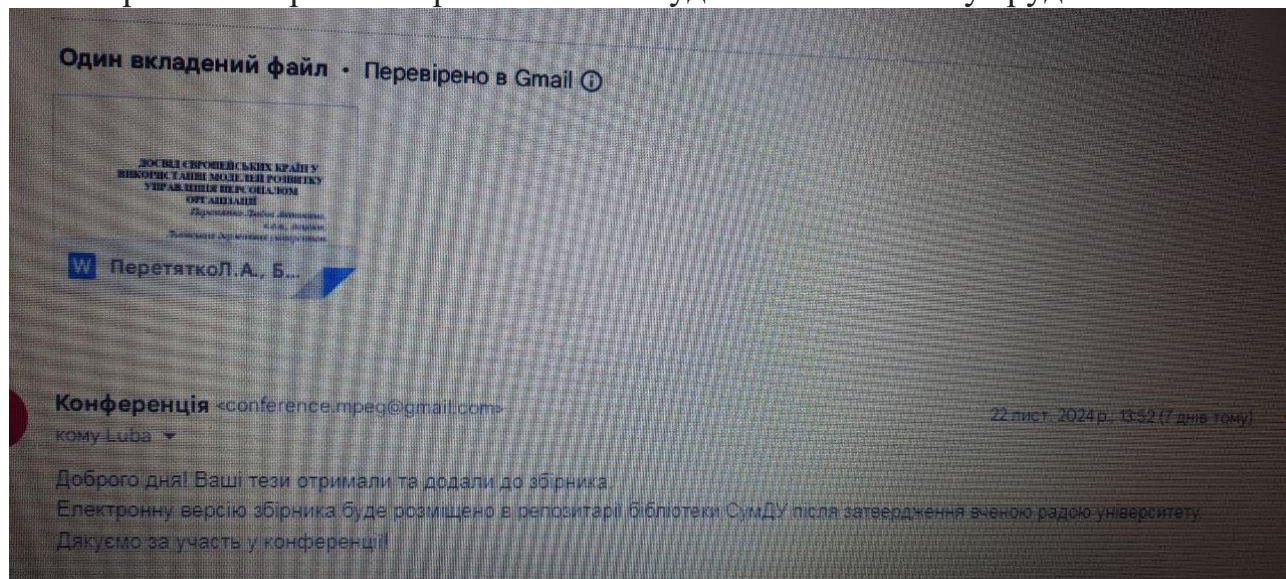 Один вкладений файл • Перевірено в Gmail
ДОСВІД ЄВРОПЕЙСЬКИХ КРАЇН У
ВИКОРИСТАННІ МОДЕЛЕЙ РОЗВИТКУ
УПРАВЛІННЯ ПЕРСОНАЛОМ
ОРГАНІЗАЦІЇ
W ПеретяткоЛ.А., Б...
Конференція <conference.mpeg@gmail.com>
22 лист. 2024 р., 13:52 (7 днів тому)
кому Luba
Доброго дня! Ваші тези отримали та додали до збірника.
Електронну версію збірника буде розміщено в репозитарії бібліотеки СумДУ після затвердження вченою радою університету.
Дякуємо за участь у конференції!